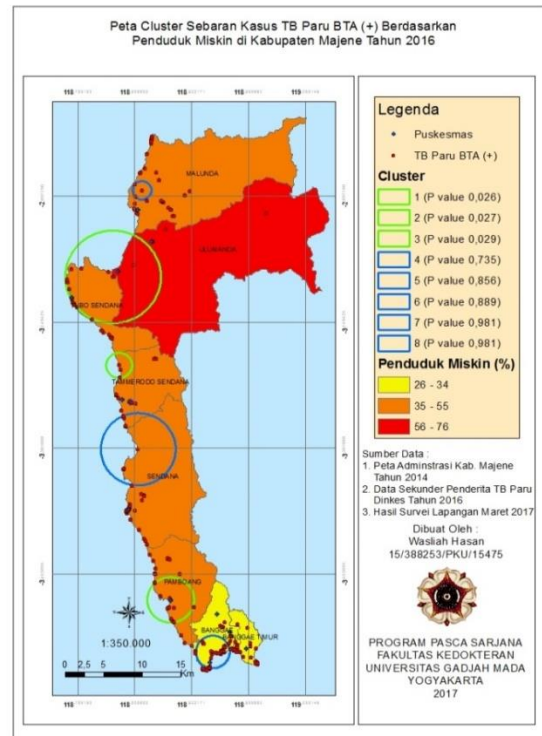 Peta Cluster Sebaran Kasus TB Paru BTA (+) Berdasarkan
Penduduk Miskin di Kabupaten Majene Tahun 2016
MALUNDA
ULUMANDA
TUBO SENDANA
TAMMERODO SENDANA
SENDANA
PAMBOANG
BANGGAE
BANGGAE TIMUR
1:350.000
0 2,5 5 10 15
Km
Legenda
Puskesmas
TB Paru BTA (+)
Cluster
1 (P value 0,026)
2 (P value 0,027)
3 (P value 0,029)
4 (P value 0,735)
5 (P value 0,856)
6 (P value 0,889)
7 (P value 0,981)
8 (P value 0,981)
Penduduk Miskin (%)
26 - 34
35 - 55
56 - 76
Sumber Data :
1. Peta Adminstrasi Kab. Majene
Tahun 2014
2. Data Sekunder Penderita TB Paru
Dinkes Tahun 2016
3. Hasil Survei Lapangan Maret 2017
Dibuat Oleh :
Wasliah Hasan
15/388253/PKU/15475
PROGRAM PASCA SARJANA
FAKULTAS KEDOKTERAN
UNIVERSITAS GADJAH MADA
YOGYAKARTA
2017